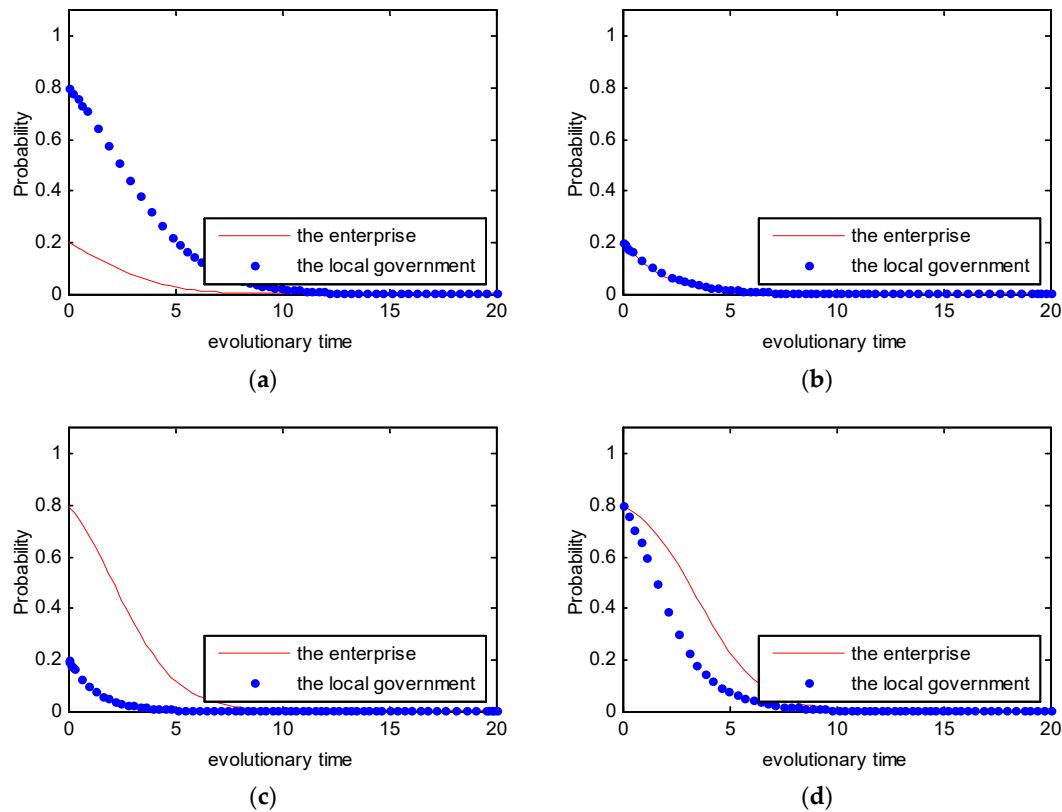 1
0.8
0.6
0.4
0.2
0
Probability
0 5 10 15 20
evolutionary time
the enterprise
the local government
(a)
1
0.8
0.6
0.4
0.2
0
Probability
0 5 10 15 20
evolutionary time
the enterprise
the local government
(b)
1
0.8
0.6
0.4
0.2
0
Probability
0 5 10 15 20
evolutionary time
the enterprise
the local government
(c)
1
0.8
0.6
0.4
0.2
0
Probability
0 5 10 15 20
evolutionary time
the enterprise
the local government
(d)